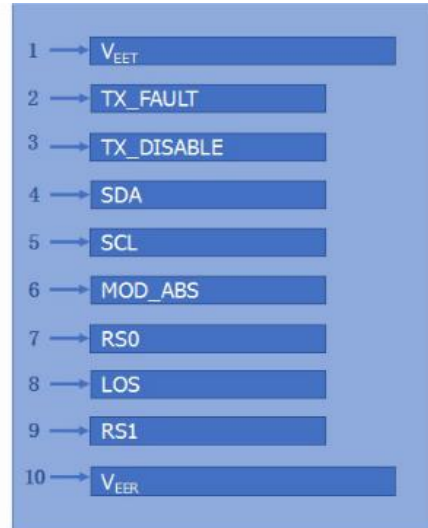 1 VEET
2 TX_FAULT
3 TX_DISABLE
4 SDA
5 SCL
6 MOD_ABS
7 RS0
8 LOS
9 RS1
10 VEER